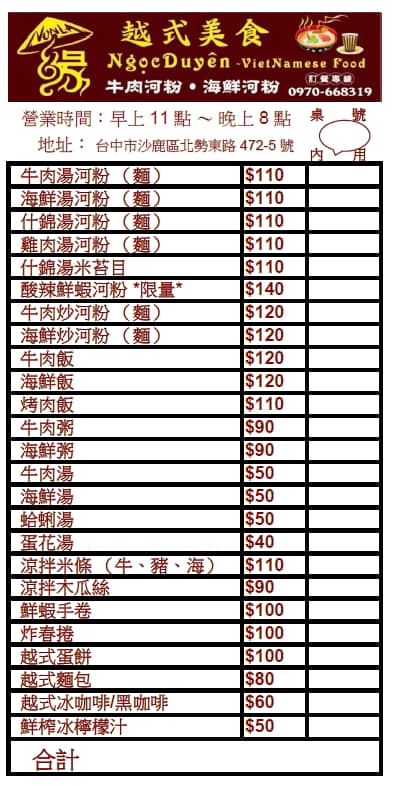 越式美食
NgọcDuyên -VietNamese Food
牛肉河粉・海鮮河粉
訂餐專線
0970-668319
營業時間：早上 11 點 ～ 晚上 8 點
地址： 台中市沙鹿區北勢東路 472-5 號
桌 號
內 用
牛肉湯河粉 （麵） $110
海鮮湯河粉 （麵） $110
什錦湯河粉 （麵） $110
雞肉湯河粉 （麵） $110
什錦湯米苔目 $110
酸辣鮮蝦河粉 *限量* $140
牛肉炒河粉 （麵） $120
海鮮炒河粉 （麵） $120
牛肉飯 $120
海鮮飯 $120
烤肉飯 $110
牛肉粥 $90
海鮮粥 $90
牛肉湯 $50
海鮮湯 $50
蛤蜊湯 $50
蛋花湯 $40
涼拌米條 （牛、豬、海） $110
涼拌木瓜絲 $90
鮮蝦手卷 $100
炸春捲 $100
越式蛋餅 $100
越式麵包 $80
越式冰咖啡/黑咖啡 $60
鮮榨冰檸檬汁 $50
合計